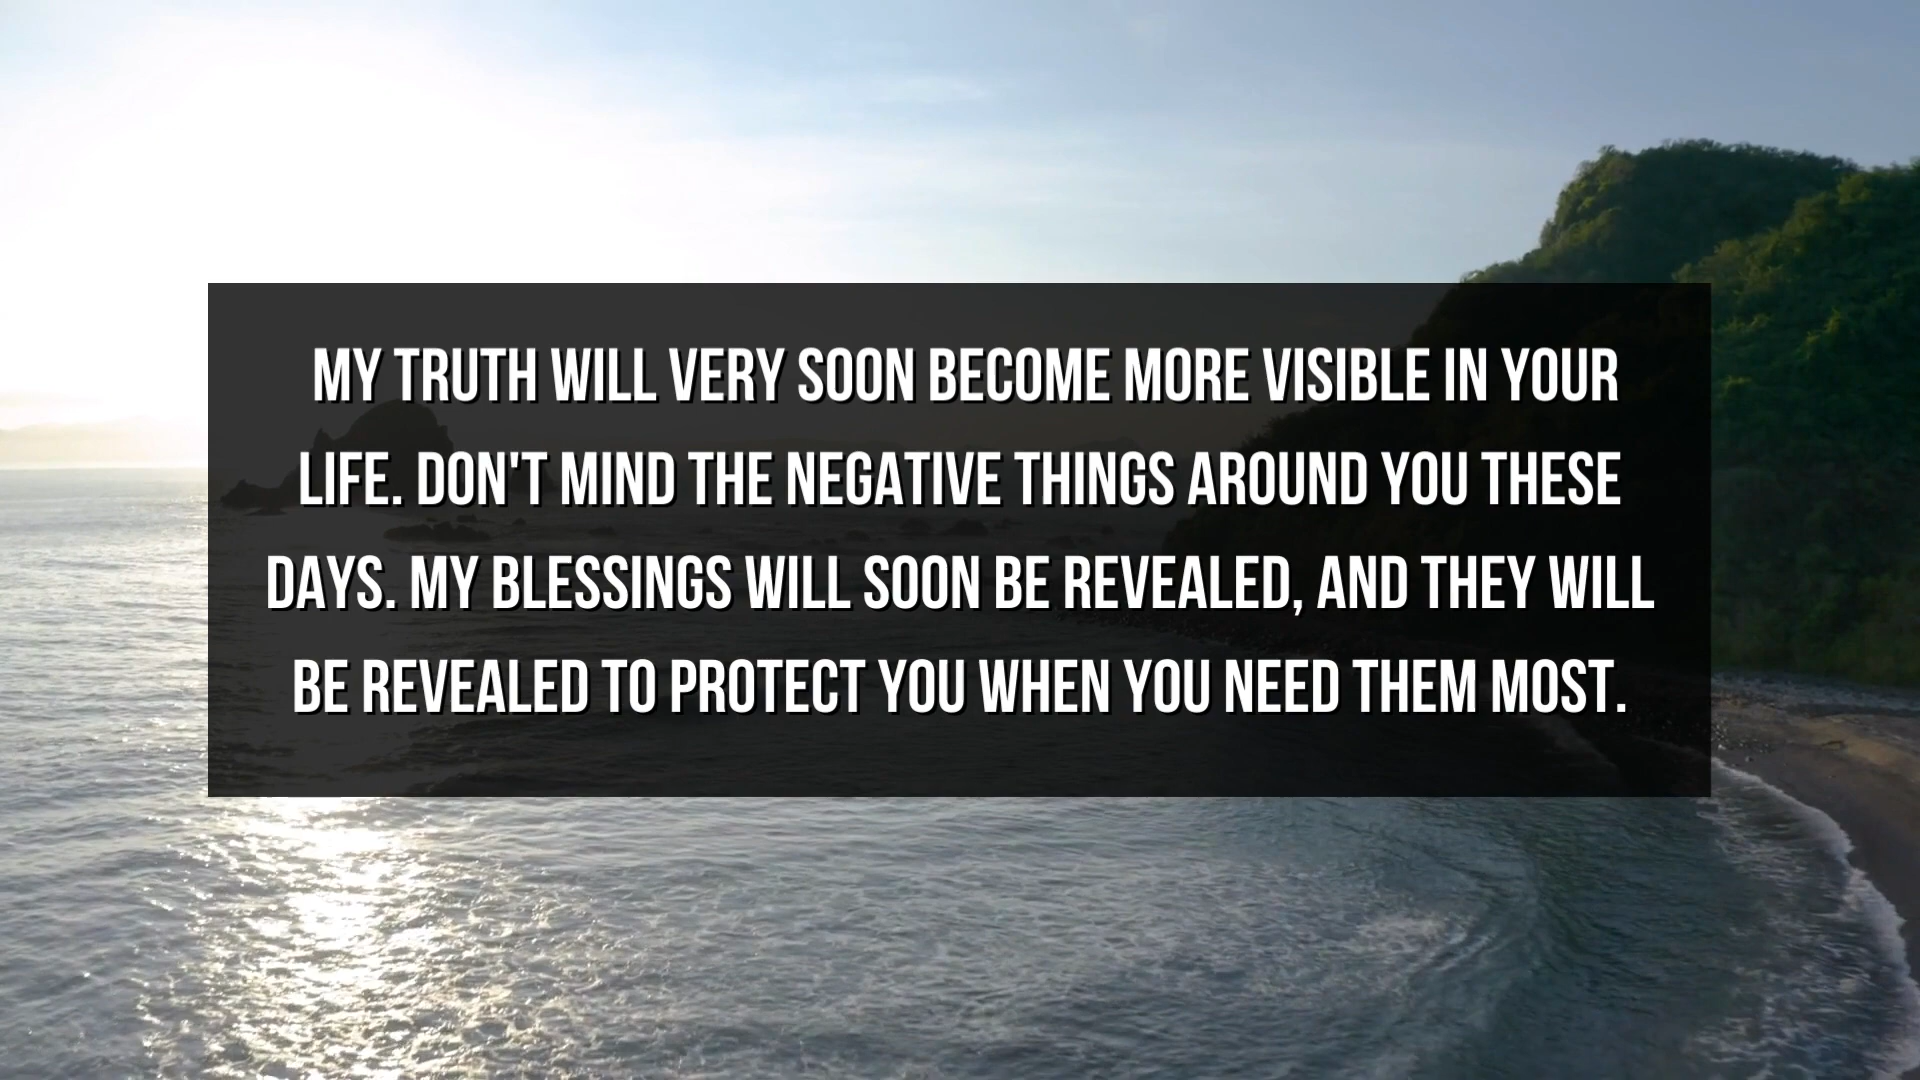 MY TRUTH WILL VERY SOON BECOME MORE VISIBLE IN YOUR
LIFE. DON'T MIND THE NEGATIVE THINGS AROUND YOU THESE
DAYS. MY BLESSINGS WILL SOON BE REVEALED, AND THEY WILL
BE REVEALED TO PROTECT YOU WHEN YOU NEED THEM MOST.